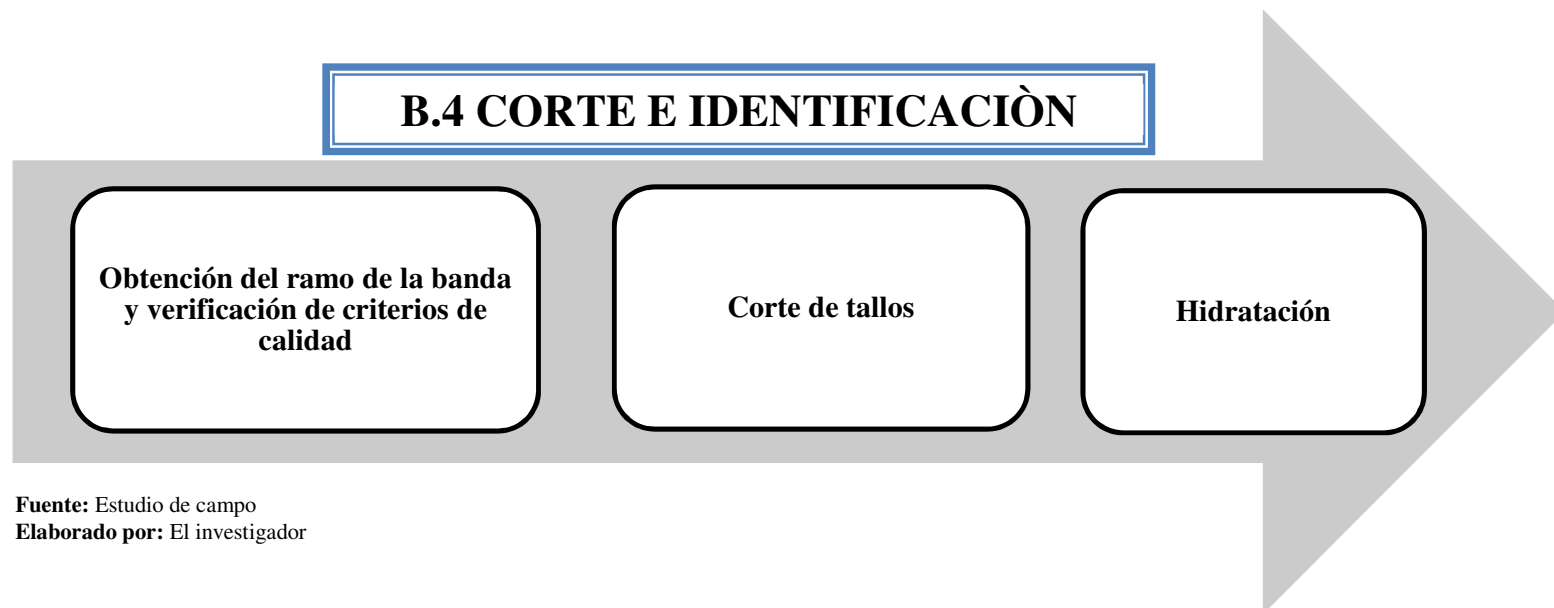 B.4 CORTE E IDENTIFICACIÒN
Obtención del ramo de la banda
y verificación de criterios de
calidad
Corte de tallos
Hidratación
Fuente: Estudio de campo
Elaborado por: El investigador